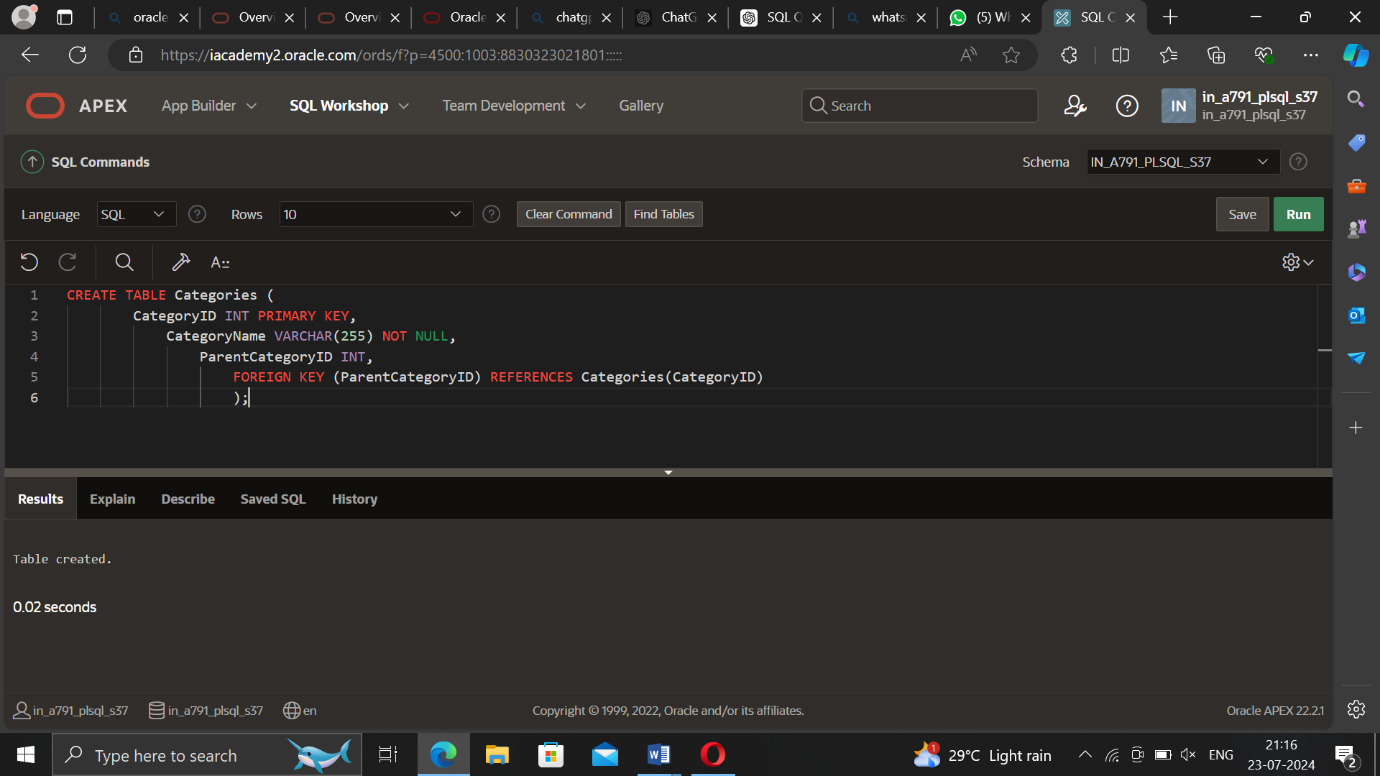 oracle
Overvi
Overvi
Oracle
chatg
ChatG
SQL C
whats
(5) Wh
SQL C
https://iacademy2.oracle.com/ords/f?p=4500:1003:8830323021801:::::
APEX App Builder SQL Workshop Team Development Gallery Search IN in_a791_plsql_s37
in_a791_plsql_s37
SQL Commands Schema IN_A791_PLSQL_S37
Language SQL Rows 10 Clear Command Find Tables Save Run
1 CREATE TABLE Categories (
2 CategoryID INT PRIMARY KEY,
3 CategoryName VARCHAR(255) NOT NULL,
4 ParentCategoryID INT,
5 FOREIGN KEY (ParentCategoryID) REFERENCES Categories(CategoryID)
6 );
Results Explain Describe Saved SQL History
Table created.
0.02 seconds
in_a791_plsql_s37 in_a791_plsql_s37 en Copyright © 1999, 2022, Oracle and/or its affiliates. Oracle APEX 22.2.1
Type here to search 1 29°C Light rain ENG 21:16
23-07-2024 2